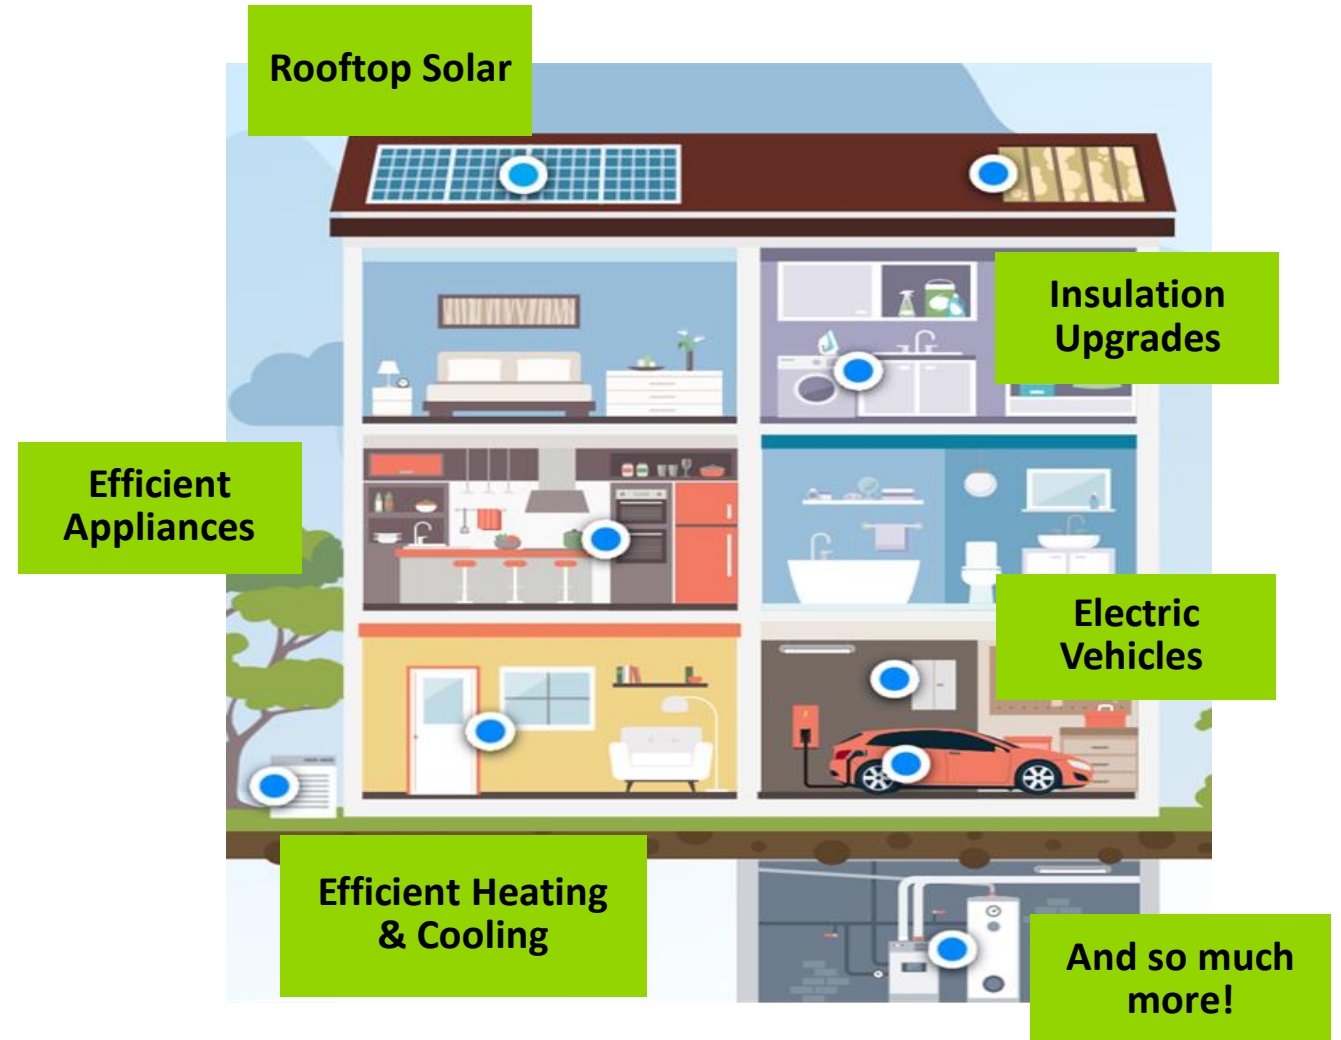 Rooftop Solar
Insulation
Upgrades
Efficient
Appliances
Electric
Vehicles
Efficient Heating
& Cooling
And so much
more!